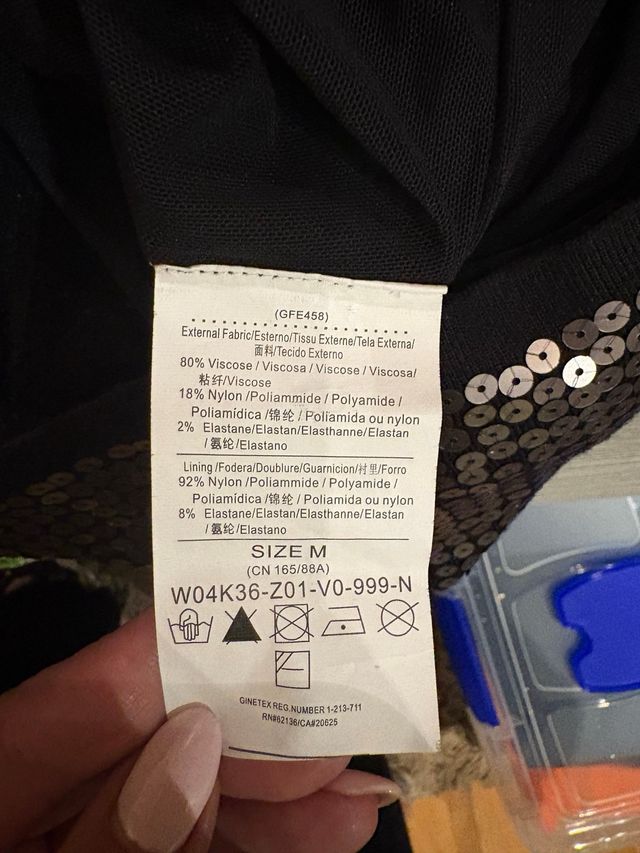 (GFE458)
External Fabric/Esterno/Tissu Externe/Tela Externa/
面料/Tecido Externo
80% Viscose / Viscosa / Viscose / Viscosa/
粘纤/Viscose
18% Nylon /Poliammide / Polyamide /
Poliamídica /锦纶 / Poliamida ou nylon
2% Elastane/Elastan/Elasthanne/Elastan
/氨纶/Elastano
Lining /Fodera/Doublure/Guarnicion/衬里/Forro
92% Nylon /Poliammide / Polyamide /
Poliamídica /锦纶 / Poliamida ou nylon
8% Elastane/Elastan/Elasthanne/Elastan
/氨纶/Elastano
SIZE M
(CN 165/88A)
W04K36-Z01-V0-999-N
GINETEX REG.NUMBER 1-213-711
RN#62136/CA#20625